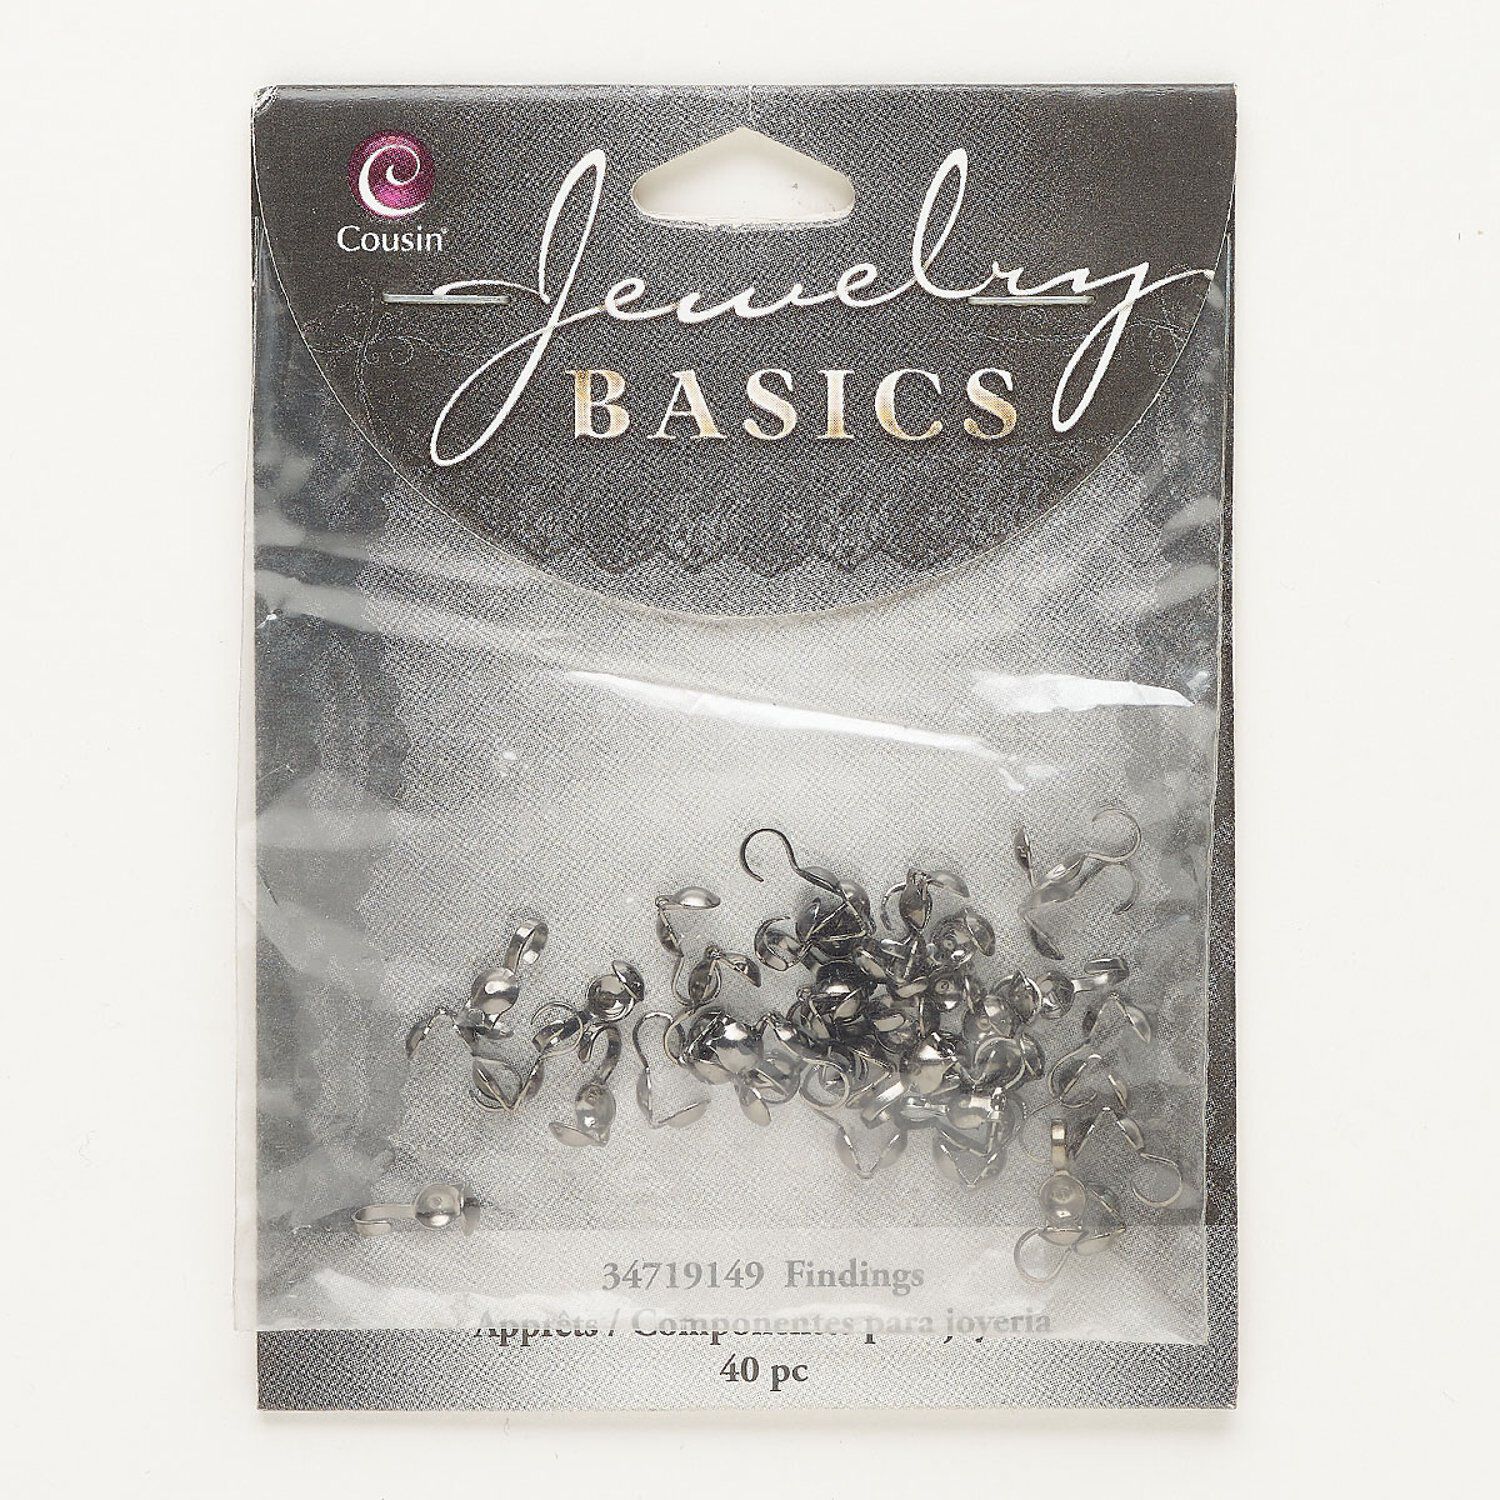 Cousin®
Jewelry
BASICS
34719149 Findings
Apprêts / Componentes para joyeria
40 pc